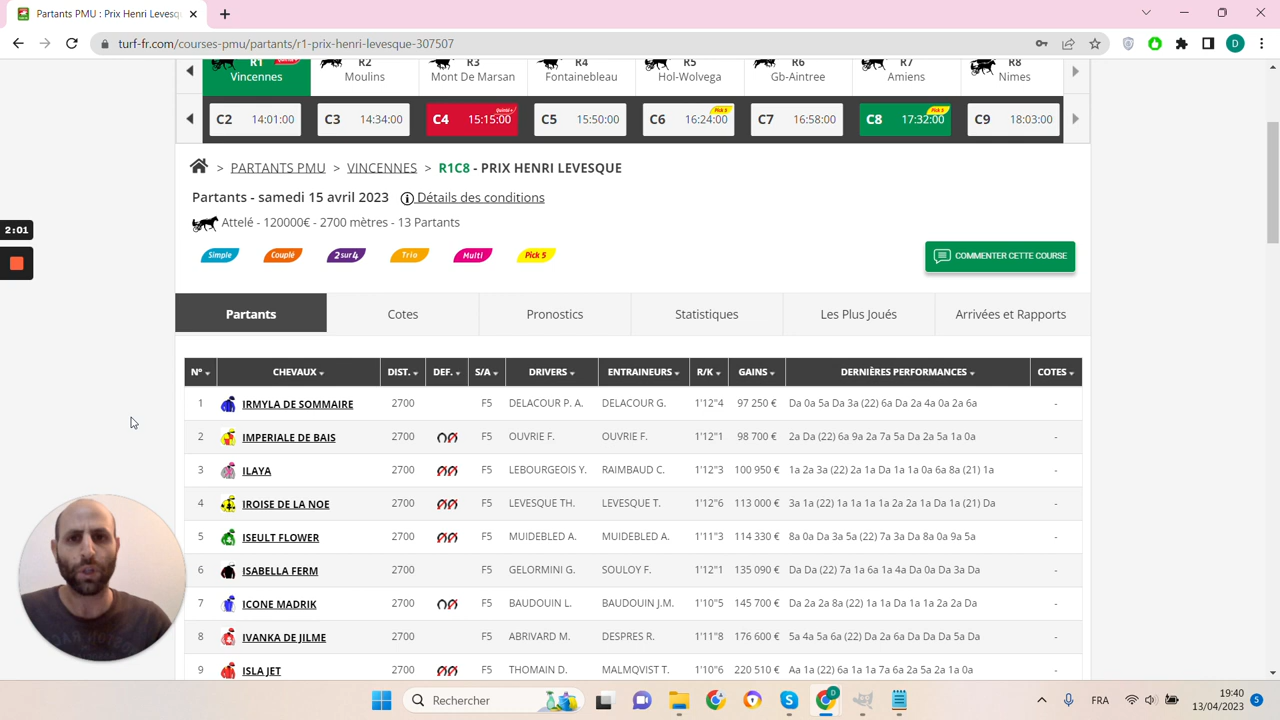 Partants PMU : Prix Henri Levesq
turf-fr.com/courses-pmu/partants/r1-prix-henri-levesque-307507
D
R1 R2 R3 R4 R5 R6 R7 R8
Vincennes Moulins Mont De Marsan Fontainebleau Hol-Wolvega Gb-Aintree Amiens Nimes
C2 14:01:00 C3 14:34:00 C4 15:15:00 C5 15:50:00 C6 16:24:00 C7 16:58:00 C8 17:32:00 C9 18:03:00
Quinté+ Pick 5 Pick 5
> PARTANTS PMU > VINCENNES > R1C8 - PRIX HENRI LEVESQUE
Partants - samedi 15 avril 2023 Détails des conditions
Attelé - 120000€ - 2700 mètres - 13 Partants
2:01
Simple Couplé 2sur4 Trio Multi Pick 5
COMMENTER CETTE COURSE
Partants Cotes Pronostics Statistiques Les Plus Joués Arrivées et Rapports
N° CHEVAUX DIST. DEF. S/A DRIVERS ENTRAINEURS R/K GAINS DERNIÈRES PERFORMANCES COTES
1 IRMYLA DE SOMMAIRE 2700 F5 DELACOUR P. A. DELACOUR G. 1'12"4 97 250 € Da 0a 5a Da 3a (22) 6a Da 2a 4a 0a 2a 6a -
2 IMPERIALE DE BAIS 2700 F5 OUVRIE F. OUVRIE F. 1'12"1 98 700 € 2a Da (22) 6a 9a 2a 7a 5a Da 2a 5a 1a 0a -
3 ILAYA 2700 F5 LEBOURGEOIS Y. RAIMBAUD C. 1'12"3 100 950 € 1a 2a 3a (22) 2a 1a Da 1a 1a 0a 6a 8a (21) 1a -
4 IROISE DE LA NOE 2700 F5 LEVESQUE TH. LEVESQUE T. 1'12"6 113 000 € 3a 1a (22) 1a 1a 1a 1a 2a 2a 1a Da 1a (21) Da -
5 ISEULT FLOWER 2700 F5 MUIDEBLED A. MUIDEBLED A. 1'11"3 114 330 € 8a 0a Da 3a 5a (22) 7a 3a Da 8a 0a 9a 5a -
6 ISABELLA FERM 2700 F5 GELORMINI G. SOULOY F. 1'12"1 135 090 € Da Da (22) 7a 1a 6a 1a 4a Da 0a Da 3a Da -
7 ICONE MADRIK 2700 F5 BAUDOUIN L. BAUDOUIN J.M. 1'10"5 145 700 € Da 2a 2a 8a (22) 1a 1a Da 1a 1a 2a 2a Da -
8 IVANKA DE JILME 2700 F5 ABRIVARD M. DESPRES R. 1'11"8 176 600 € 5a 4a 5a 6a (22) Da 2a 6a Da Da Da 5a Da -
9 ISLA JET 2700 F5 THOMAIN D. MALMQVIST T. 1'10"6 220 510 € Aa 1a (22) 6a 1a 1a 7a 6a 2a 5a 2a 1a 0a -
Rechercher
D
FRA
19:40
13/04/2023
5